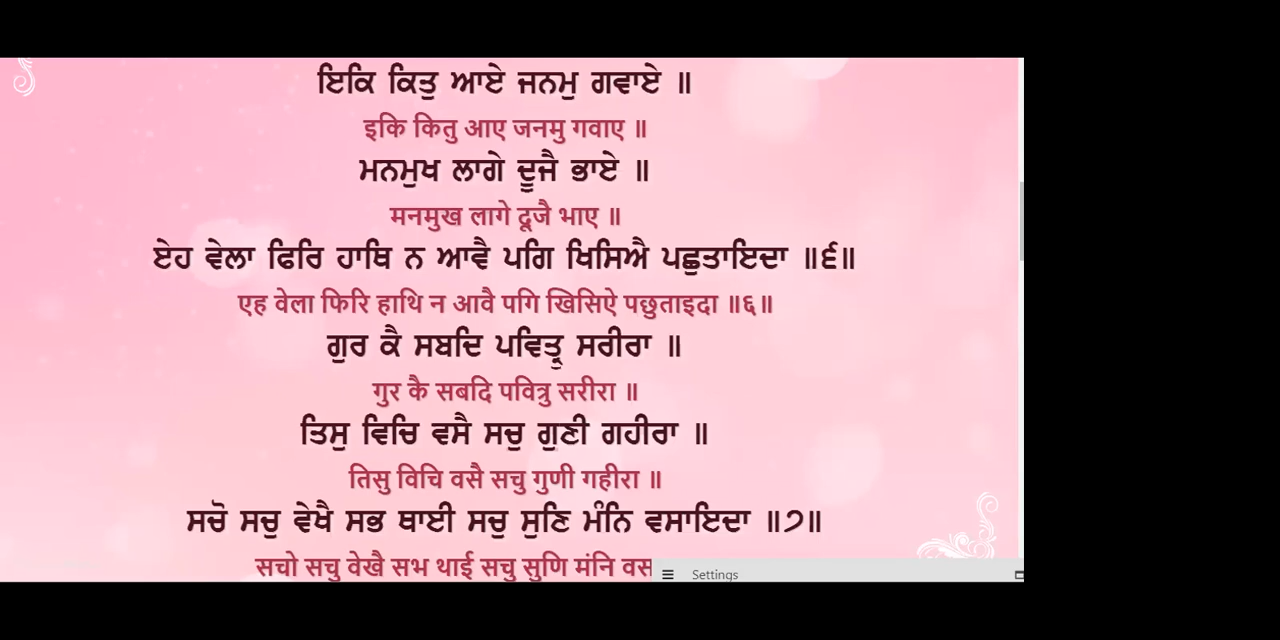 ਇਕਿ ਕਿਤੁ ਆਏ ਜਨਮੁ ਗਵਾਏ ॥
इकि कितु आए जनमु गवाए ॥
ਮਨਮੁਖ ਲਾਗੇ ਦੂਜੈ ਭਾਏ ॥
मनमुख लागे दूजै भाए ॥
ਏਹ ਵੇਲਾ ਫਿਰਿ ਹਾਥਿ ਨ ਆਵੈ ਪਗਿ ਖਿਸਿਐ ਪਛੁਤਾਇਦਾ ॥੬॥
एह वेला फिरि हाथि न आवै पगि खिसिऐ पछुताइदा ॥६॥
ਗੁਰ ਕੈ ਸਬਦਿ ਪਵਿਤ੍ਰੁ ਸਰੀਰਾ ॥
गुर कै सबदि पवित्रु सरीरा ॥
ਤਿਸੁ ਵਿਚਿ ਵਸੈ ਸਚੁ ਗੁਣੀ ਗਹੀਰਾ ॥
तिसु विचि वसै सचु गुणी गहीरा ॥
ਸਚੋ ਸਚੁ ਵੇਖੈ ਸਭ ਥਾਈ ਸਚੁ ਸੁਣਿ ਮੰਨਿ ਵਸਾਇਦਾ ॥੭॥
सचो सचु वेखै सभ थाई सचु सुणि मंनि वस
Settings